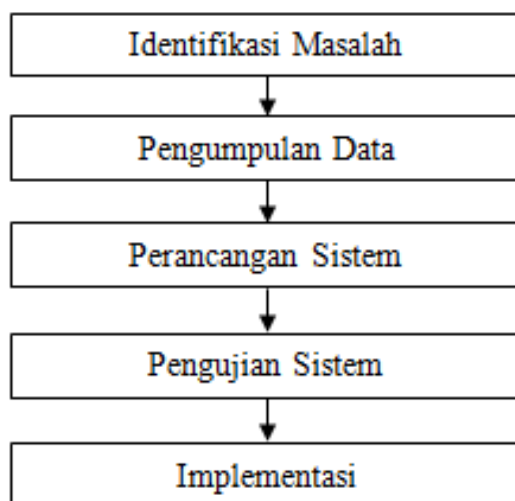 Identifikasi Masalah
Pengumpulan Data
Perancangan Sistem
Pengujian Sistem
Implementasi